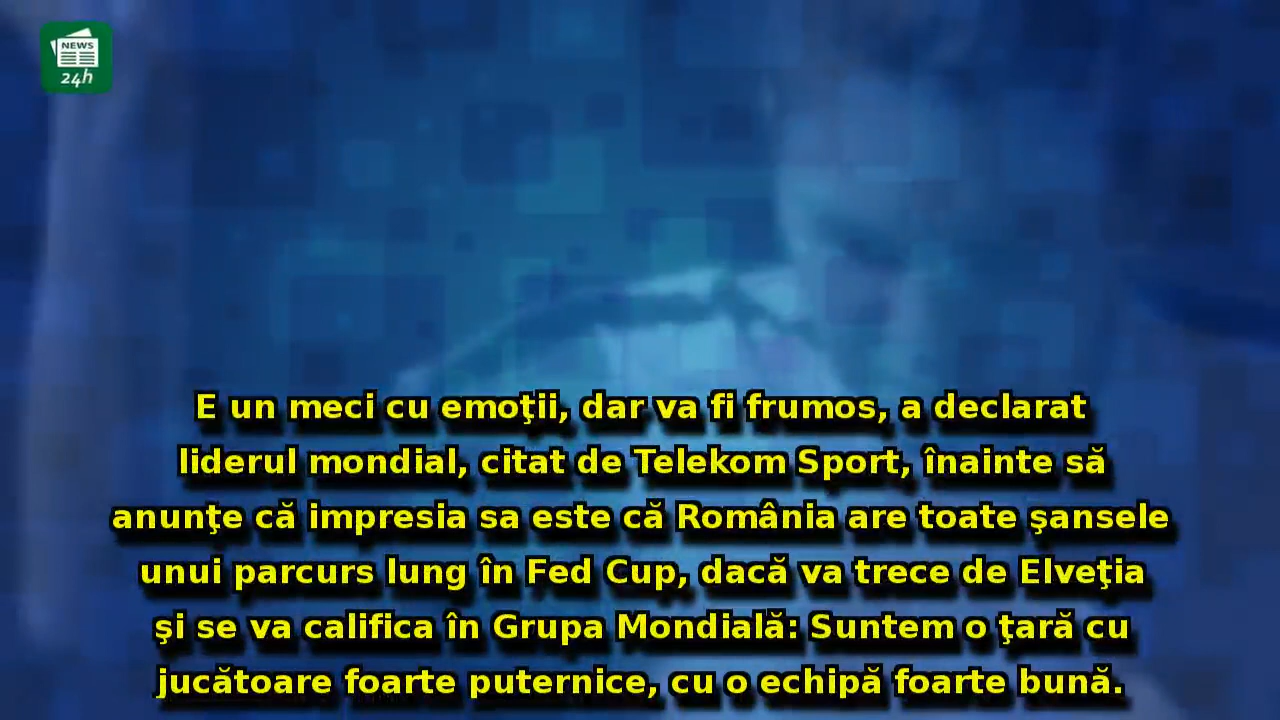 NEWS
24h
E un meci cu emoţii, dar va fi frumos, a declarat
liderul mondial, citat de Telekom Sport, înainte să
anunţe că impresia sa este că România are toate şansele
unui parcurs lung în Fed Cup, dacă va trece de Elveţia
şi se va califica în Grupa Mondială: Suntem o ţară cu
jucătoare foarte puternice, cu o echipă foarte bună.